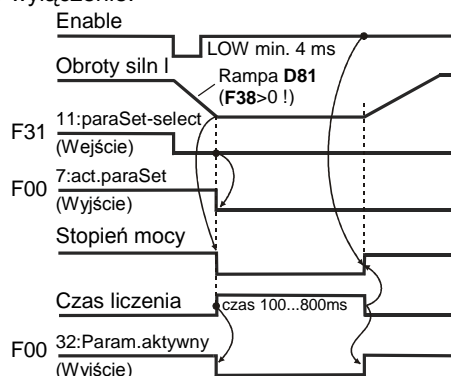 wyłączenie.
Enable
LOW min. 4 ms
Obroty siln l
Rampa D81
(F38>0 !)
F31 11:paraSet-select
(Wejście)
F00 7:act.paraSet
(Wyjście)
Stopień mocy
Czas liczenia
czas 100...800ms
F00 32:Param.aktywny
(Wyjście)